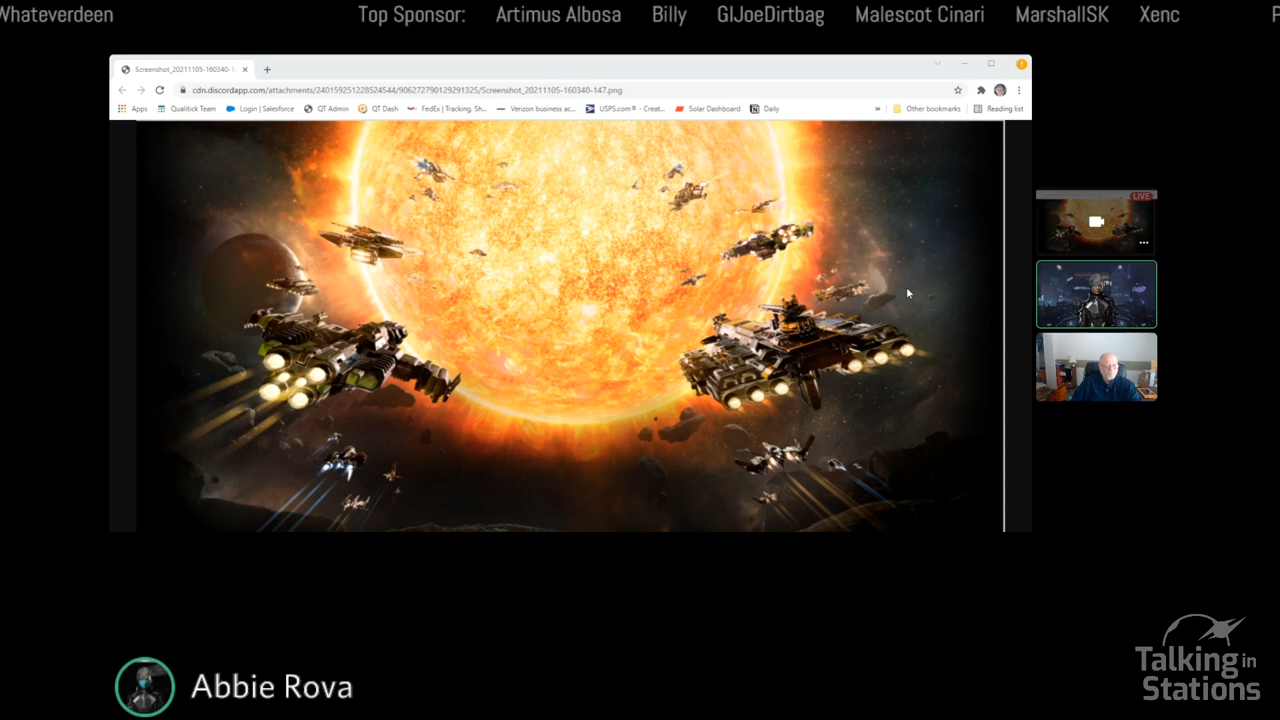 Whateverdeen Top Sponsor: Artimus Albosa Billy GIJoeDirtbag Malescot Cinari MarshallSK Xenc
Screenshot_20211105-160340-1
cdn.discordapp.com/attachments/240159251228524544/906272790129291325/Screenshot_20211105-160340-147.png
Apps Qualitick Team Login | Salesforce QT Admin QT Dash FedEx | Tracking, Sh... Verizon business ac... USPS.com® - Creat... Solar Dashboard Daily » Other bookmarks Reading list
LIVE
Abbie Rova
Talking in
Stations